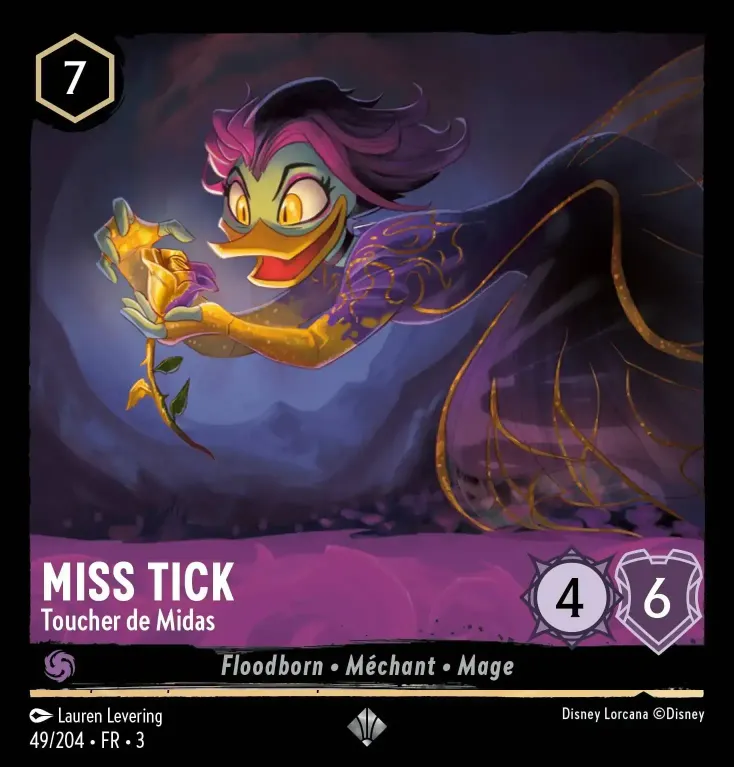 7
MISS TICK
Toucher de Midas
4
6
Floodborn • Méchant • Mage
Lauren Levering
Disney Lorcana ©Disney
49/204 • FR • 3